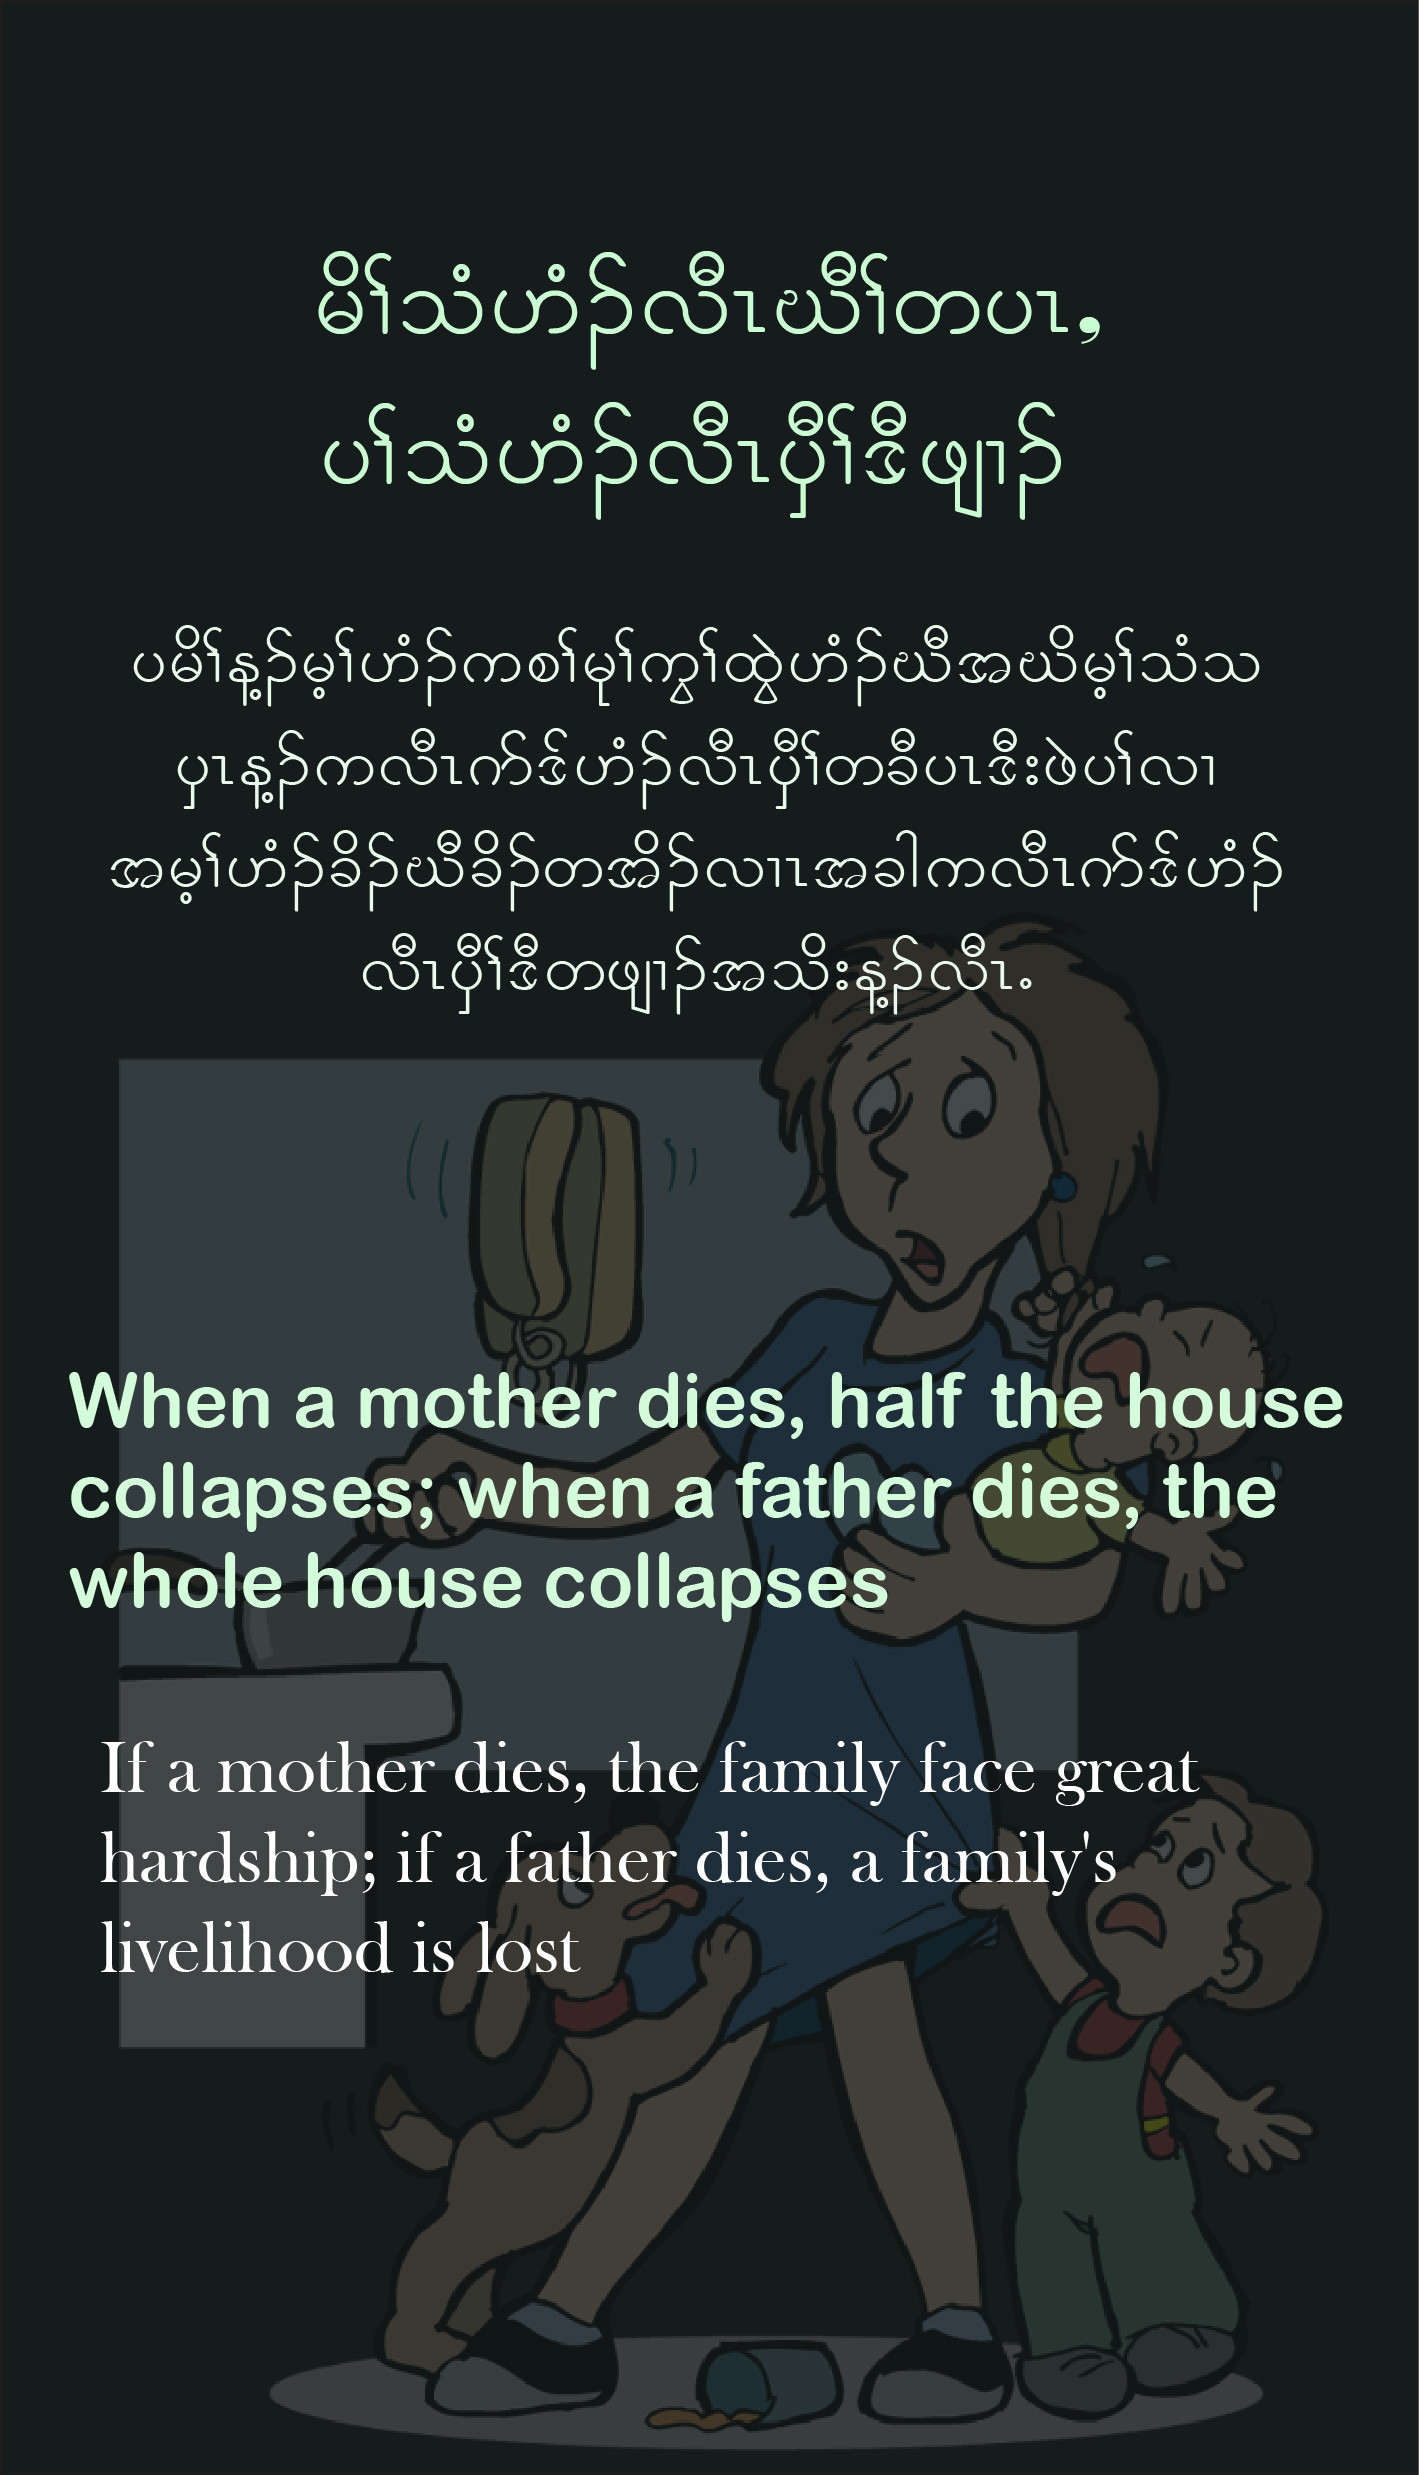 မိၢ်သံဟံၣ်လီၤဃီၢ်တပၤ,
ပၢ်သံဟံၣ်လီၤပှီၢ်ဒီဖျၢၣ်
ပမိၢ်န့ၣ်မ့ၢ်ဟံၣ်ကစၢ်မုၢ်ကွၢ်ထွဲဟံၣ်ဃီအဃိမ့ၢ်သံသ
ပှၤန့ၣ်ကလီၤက်ဒ်ဟံၣ်လီၤပှီၢ်တခီပၤဒီးဖဲပၢ်လၢ
အမ့ၢ်ဟံၣ်ခိၣ်ဃီခိၣ်တအိၣ်လၢၤအခါကလီၤက်ဒ်ဟံၣ်
လီၤပှီၢ်ဒီတဖျၢၣ်အသိးန့ၣ်လီၤ.
When a mother dies, half the house
collapses; when a father dies, the
whole house collapses
If a mother dies, the family face great
hardship; if a father dies, a family's
livelihood is lost